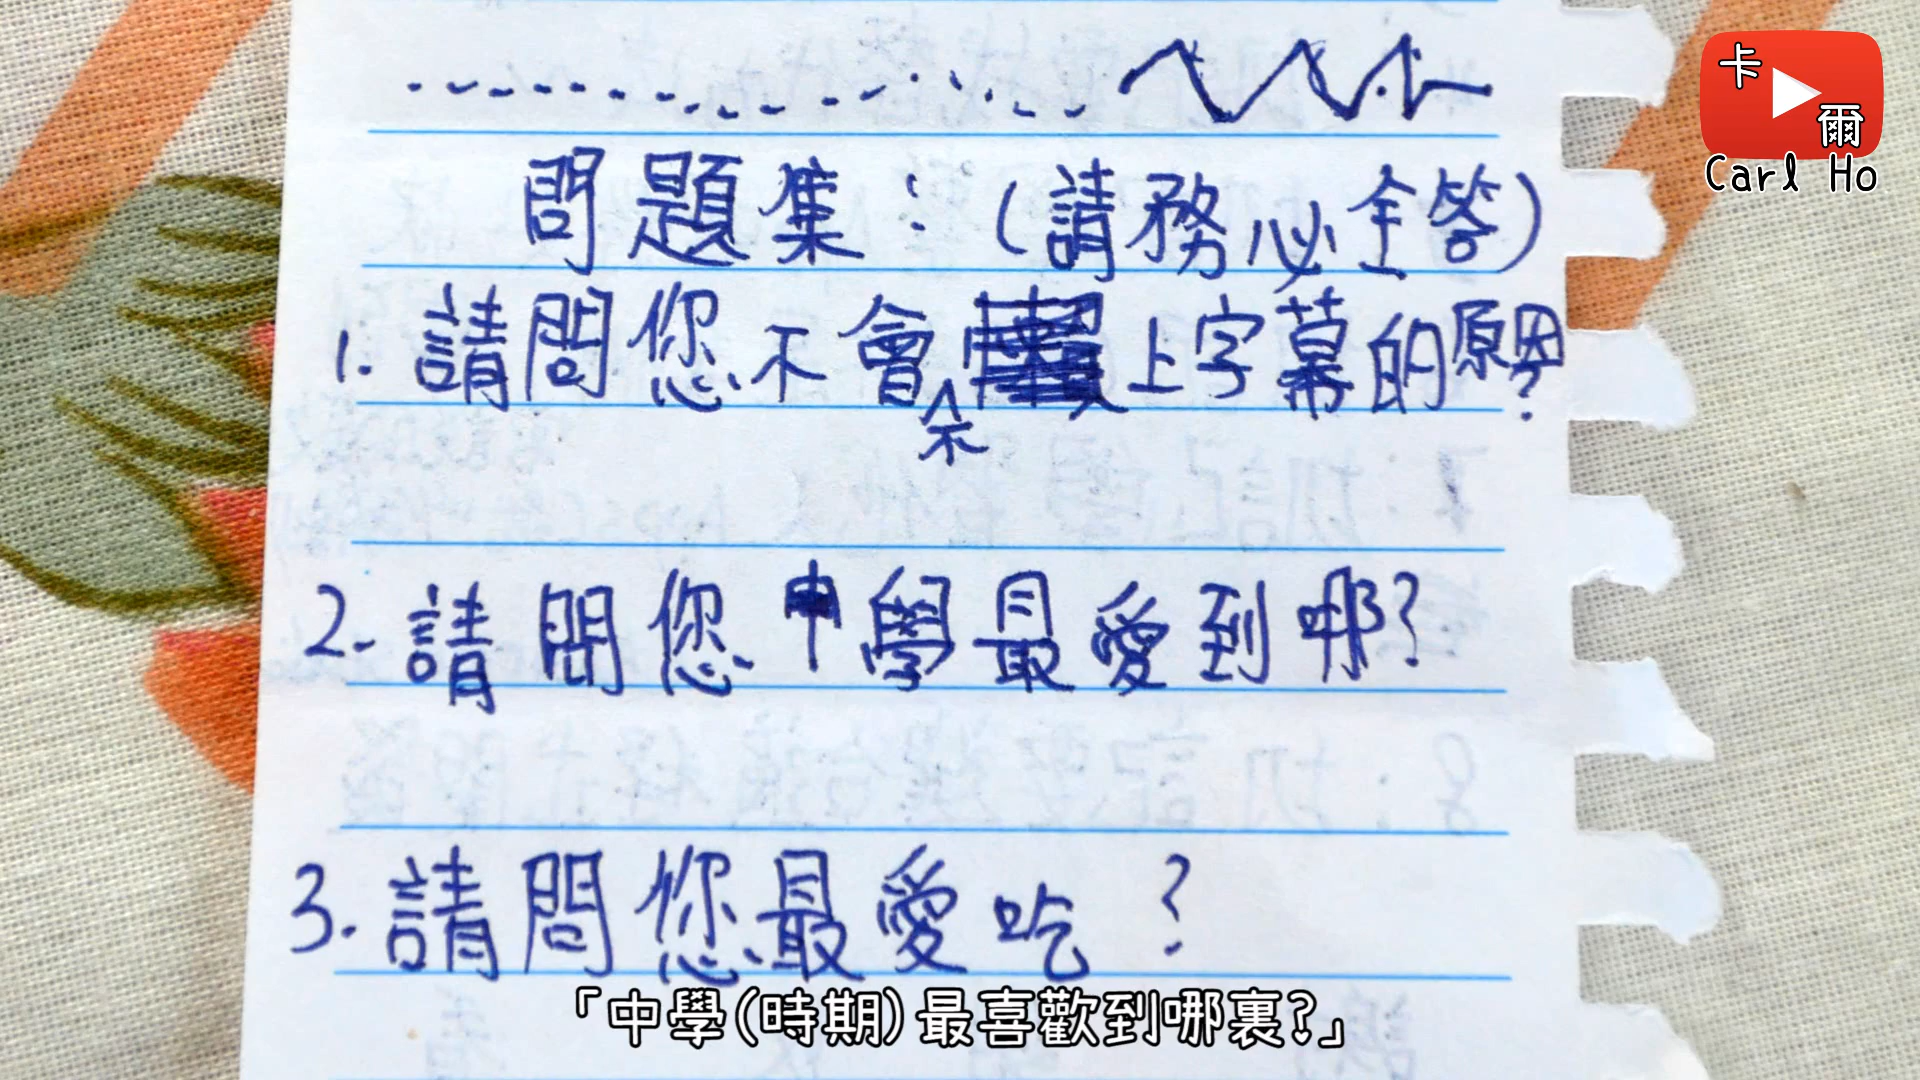 卡
爾
Carl Ho
問題集：（請務必全答）
1. 請問您不會上字幕的原因？
余
2. 請問您中學最愛到哪？
3. 請問您最愛吃？
「中學(時期)最喜歡到哪裏?」